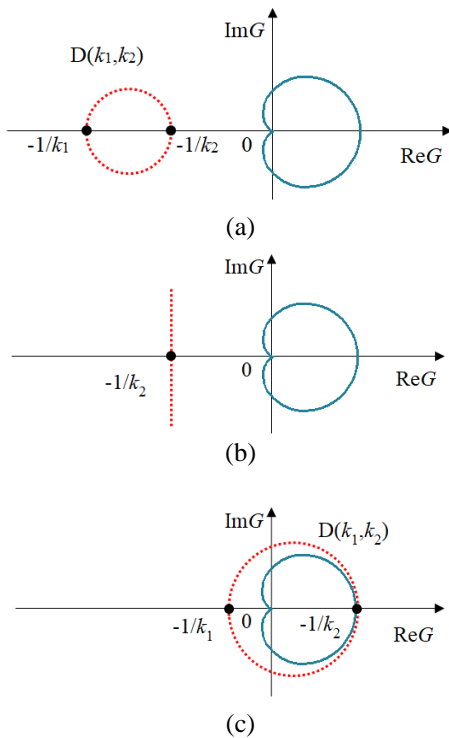 ImG
D(k₁,k₂)
-1/k₁
-1/k₂
0
ReG
(a)
ImG
-1/k₂
0
ReG
(b)
ImG
D(k₁,k₂)
-1/k₁
0
-1/k₂
ReG
(c)